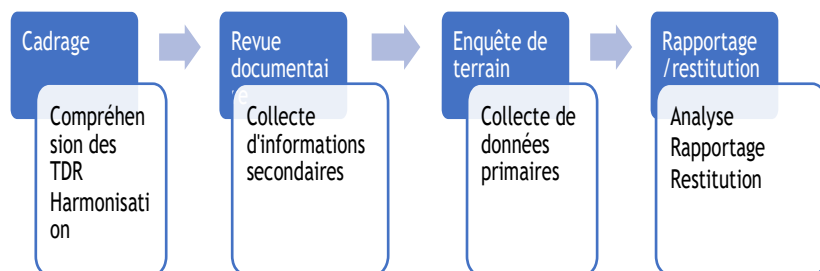 Cadrage
Compréhen
sion des
TDR
Harmonisati
on
Revue
documentai
re
Collecte
d'informations
secondaires
Enquête de
terrain
Collecte de
données
primaires
Rapportage
/restitution
Analyse
Rapportage
Restitution